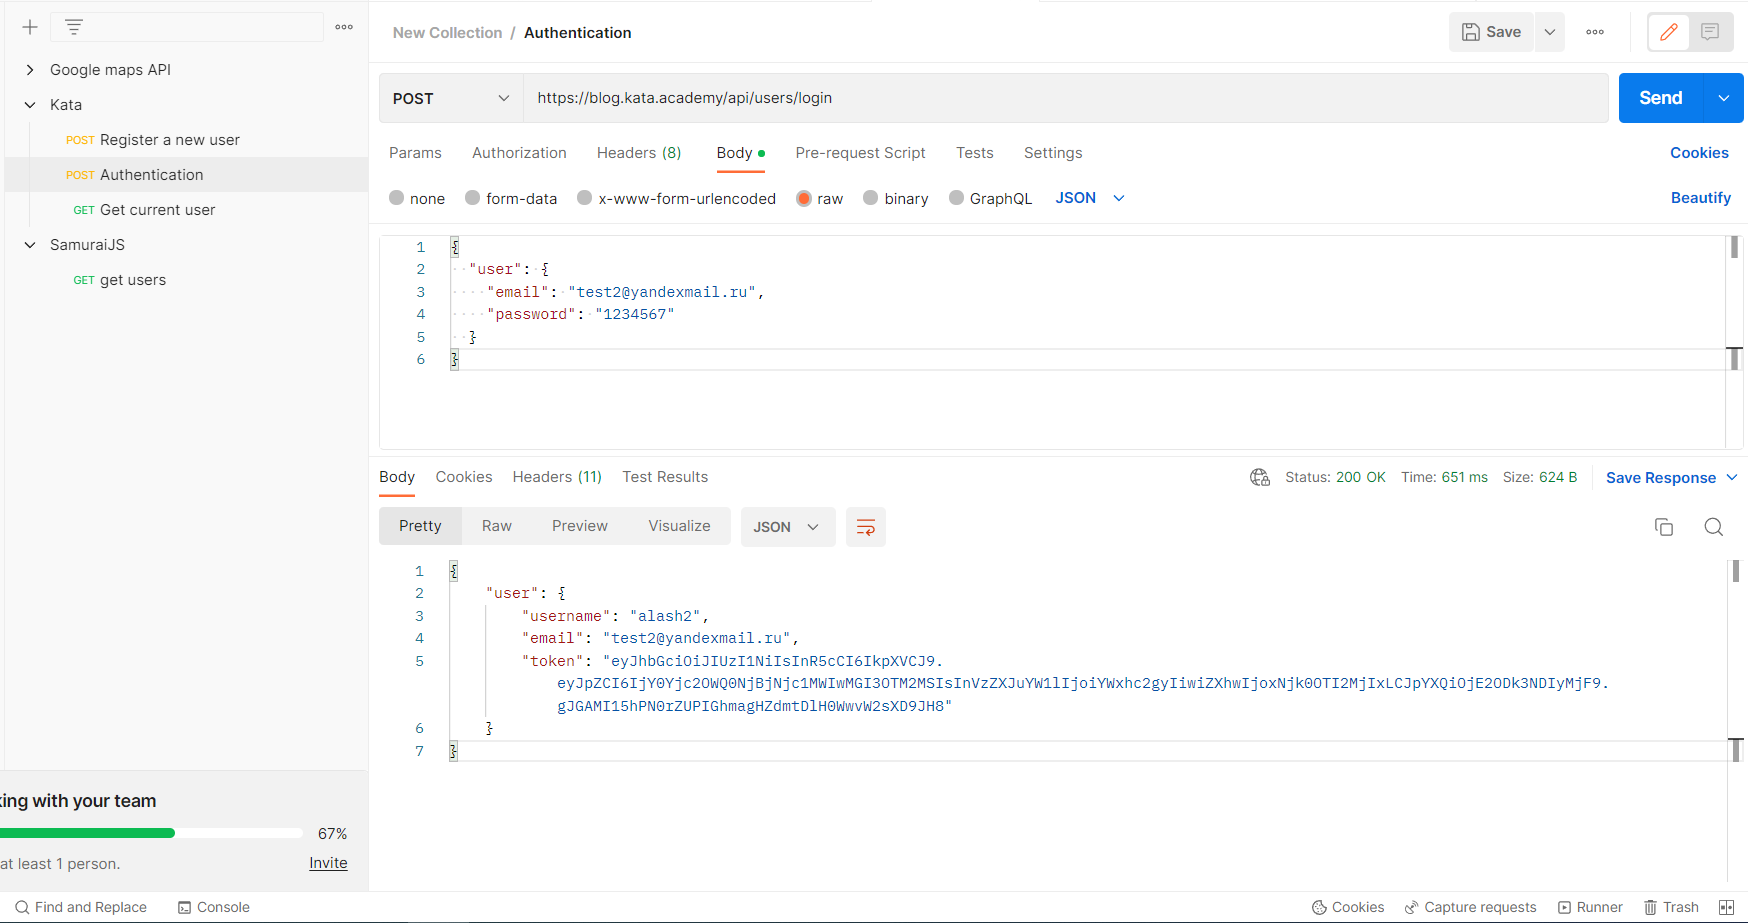 New Collection / Authentication
Save
Google maps API
Kata
POST Register a new user
POST Authentication
GET Get current user
SamuraiJS
GET get users
POST
https://blog.kata.academy/api/users/login
Send
Params Authorization Headers (8) Body Pre-request Script Tests Settings Cookies
none form-data x-www-form-urlencoded raw binary GraphQL JSON Beautify
1 {
2 "user": {
3 "email": "test2@yandexmail.ru",
4 "password": "1234567"
5 }
6 }
Body Cookies Headers (11) Test Results Status: 200 OK Time: 651 ms Size: 624 B Save Response
Pretty Raw Preview Visualize JSON
1 {
2 "user": {
3 "username": "alash2",
4 "email": "test2@yandexmail.ru",
5 "token": "eyJhbGciOiJIUzI1NiIsInR5cCI6IkpXVCJ9.
eyJpZCI6IjY0Yjc2OWQ0NjBjNjc1MWIwMGI3OTM2MSIsInVzZXJuYW1lIjoiYWxhc2gyIiwiZXhwIjoxNjk0OTI2MjIxLCJpYXQiOjE2ODk3NDIyMjF9.
gJGAMI15hPN0rZUPIGhmagHZdmtDlH0WwvW2sXD9JH8"
6 }
7 }
king with your team
67%
at least 1 person.
Invite
Find and Replace Console Cookies Capture requests Runner Trash